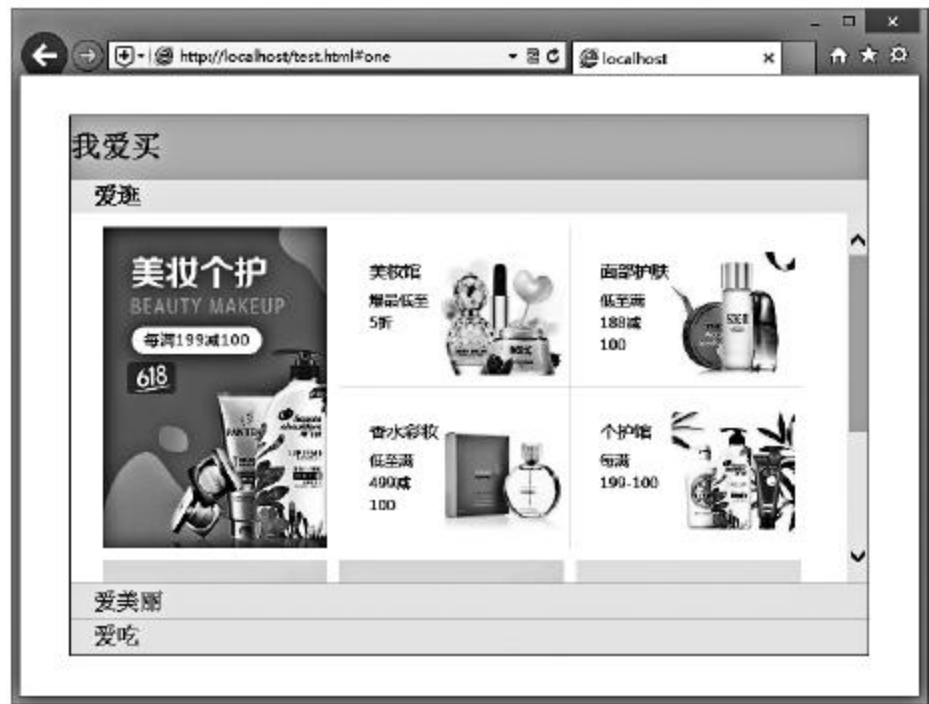 http://localhost/test.html#one
localhost
我爱买
爱逛
美妆个护
BEAUTY MAKEUP
每满199减100
618
美妆馆
爆品低至
5折
面部护肤
低至满
188减
100
香水彩妆
低至满
499减
100
个护馆
每满
199-100
爱美丽
爱吃